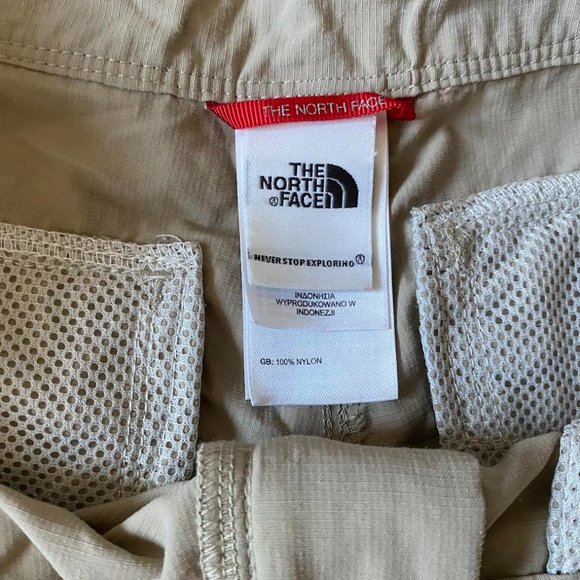 THE NORTH FACE
THE
NORTH
FACE
®
NEVER STOP EXPLORING®
ΙΝΔΟΝΗΣΙΑ
WYPRODUKOWANO W
INDONEZJI
GB: 100% NYLON